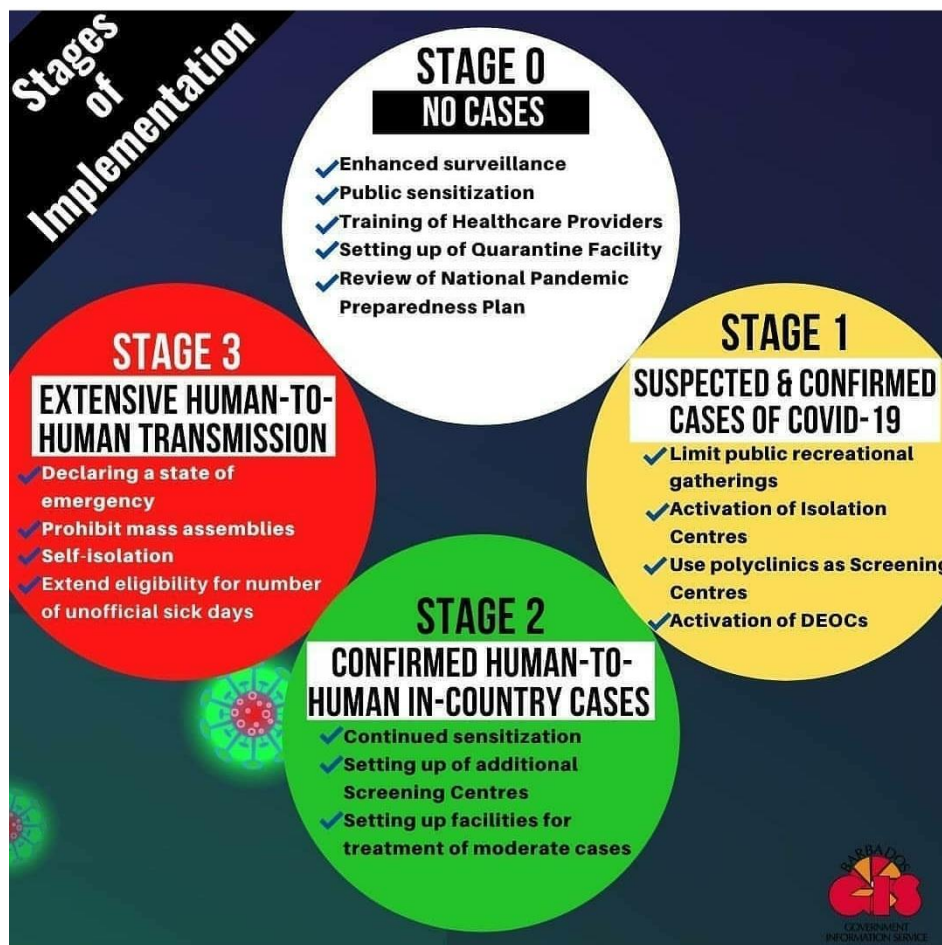 Stages
of
Implementation
STAGE 0
NO CASES
Enhanced surveillance
Public sensitization
Training of Healthcare Providers
Setting up of Quarantine Facility
Review of National Pandemic
Preparedness Plan
STAGE 1
SUSPECTED & CONFIRMED
CASES OF COVID-19
Limit public recreational
gatherings
Activation of Isolation
Centres
Use polyclinics as Screening
Centres
Activation of DEOCs
STAGE 2
CONFIRMED HUMAN-TO-
HUMAN IN-COUNTRY CASES
Continued sensitization
Setting up of additional
Screening Centres
Setting up facilities for
treatment of moderate cases
STAGE 3
EXTENSIVE HUMAN-TO-
HUMAN TRANSMISSION
Declaring a state of
emergency
Prohibit mass assemblies
Self-isolation
Extend eligibility for number
of unofficial sick days
BARBADOS
GIS
GOVERNMENT
INFORMATION SERVICE